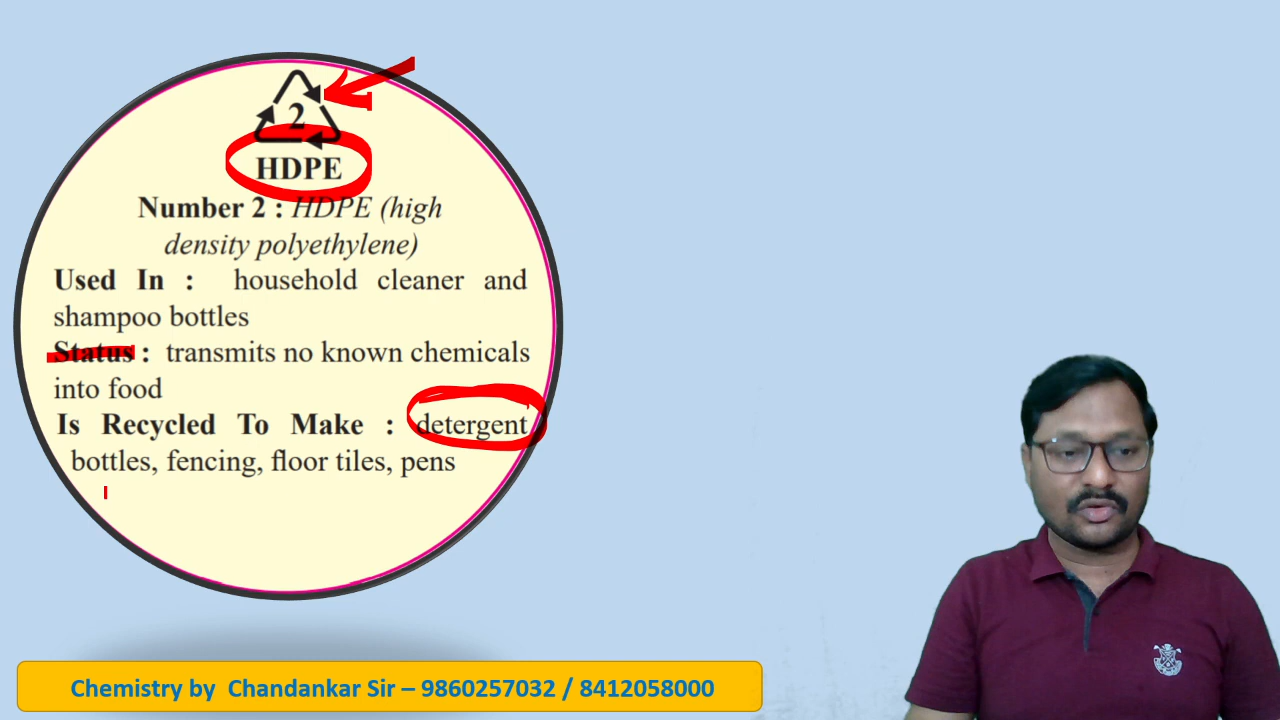 2
HDPE
Number 2 : HDPE (high
density polyethylene)
Used In : household cleaner and
shampoo bottles
Status : transmits no known chemicals
into food
Is Recycled To Make : detergent
bottles, fencing, floor tiles, pens
Chemistry by Chandankar Sir – 9860257032 / 8412058000